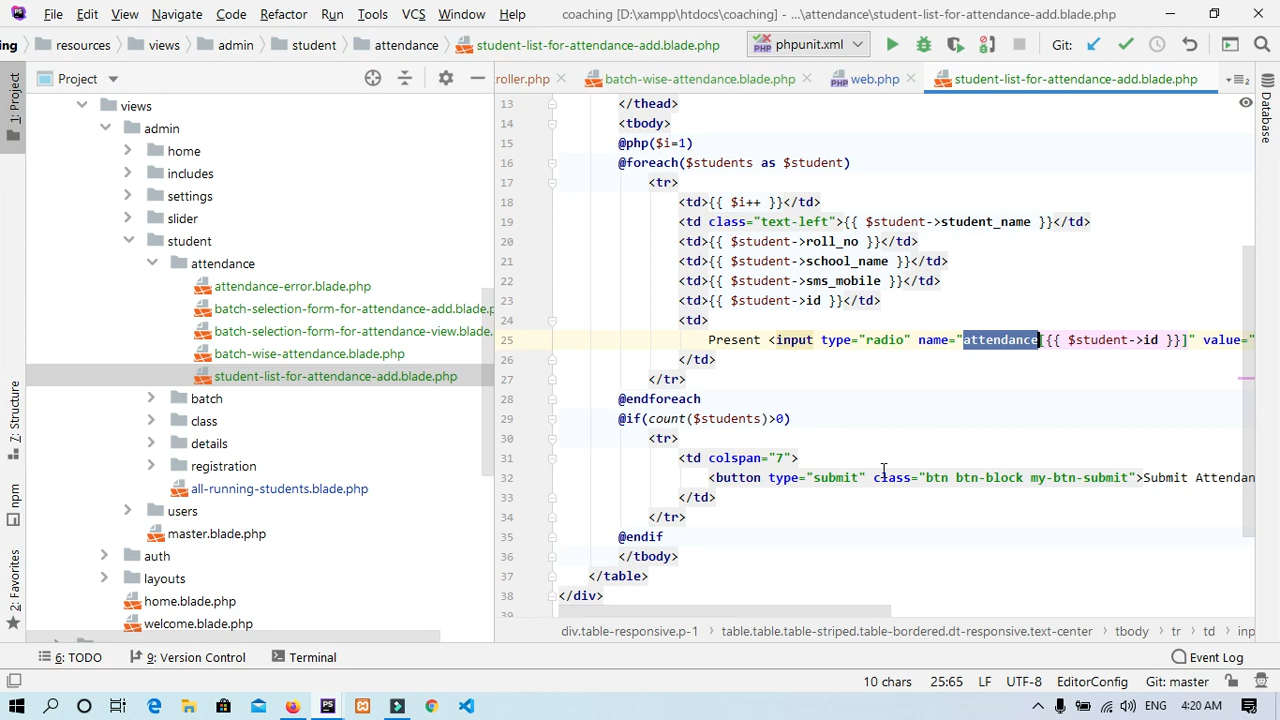 File Edit View Navigate Code Refactor Run Tools VCS Window Help coaching [D:\xampp\htdocs\coaching] - ...\attendance\student-list-for-attendance-add.blade.php
ng resources views admin student attendance student-list-for-attendance-add.blade.php phpunit.xml Git:
Project
roller.php batch-wise-attendance.blade.php web.php student-list-for-attendance-add.blade.php
1: Project
Z: Structure
npm
2: Favorites
Database
views
admin
home
includes
settings
slider
student
attendance
attendance-error.blade.php
batch-selection-form-for-attendance-add.blade.p
batch-selection-form-for-attendance-view.blade.
batch-wise-attendance.blade.php
student-list-for-attendance-add.blade.php
batch
class
details
registration
all-running-students.blade.php
users
master.blade.php
auth
layouts
home.blade.php
welcome.blade.php
13 </thead>
14 <tbody>
15 @php($i=1)
16 @foreach($students as $student)
17 <tr>
18 <td>{{ $i++ }}</td>
19 <td class="text-left">{{ $student->student_name }}</td>
20 <td>{{ $student->roll_no }}</td>
21 <td>{{ $student->school_name }}</td>
22 <td>{{ $student->sms_mobile }}</td>
23 <td>{{ $student->id }}</td>
24 <td>
25 Present <input type="radio" name="attendance[{{ $student->id }}]" value="
26 </td>
27 </tr>
28 @endforeach
29 @if(count($students)>0)
30 <tr>
31 <td colspan="7">
32 <button type="submit" class="btn btn-block my-btn-submit">Submit Attendan
33 </td>
34 </tr>
35 @endif
36 </tbody>
37 </table>
38 </div>
39
div.table-responsive.p-1 table.table.table-striped.table-bordered.dt-responsive.text-center tbody tr td inp
6: TODO 9: Version Control Terminal Event Log
10 chars 25:65 LF UTF-8 EditorConfig Git: master
ENG 4:20 AM